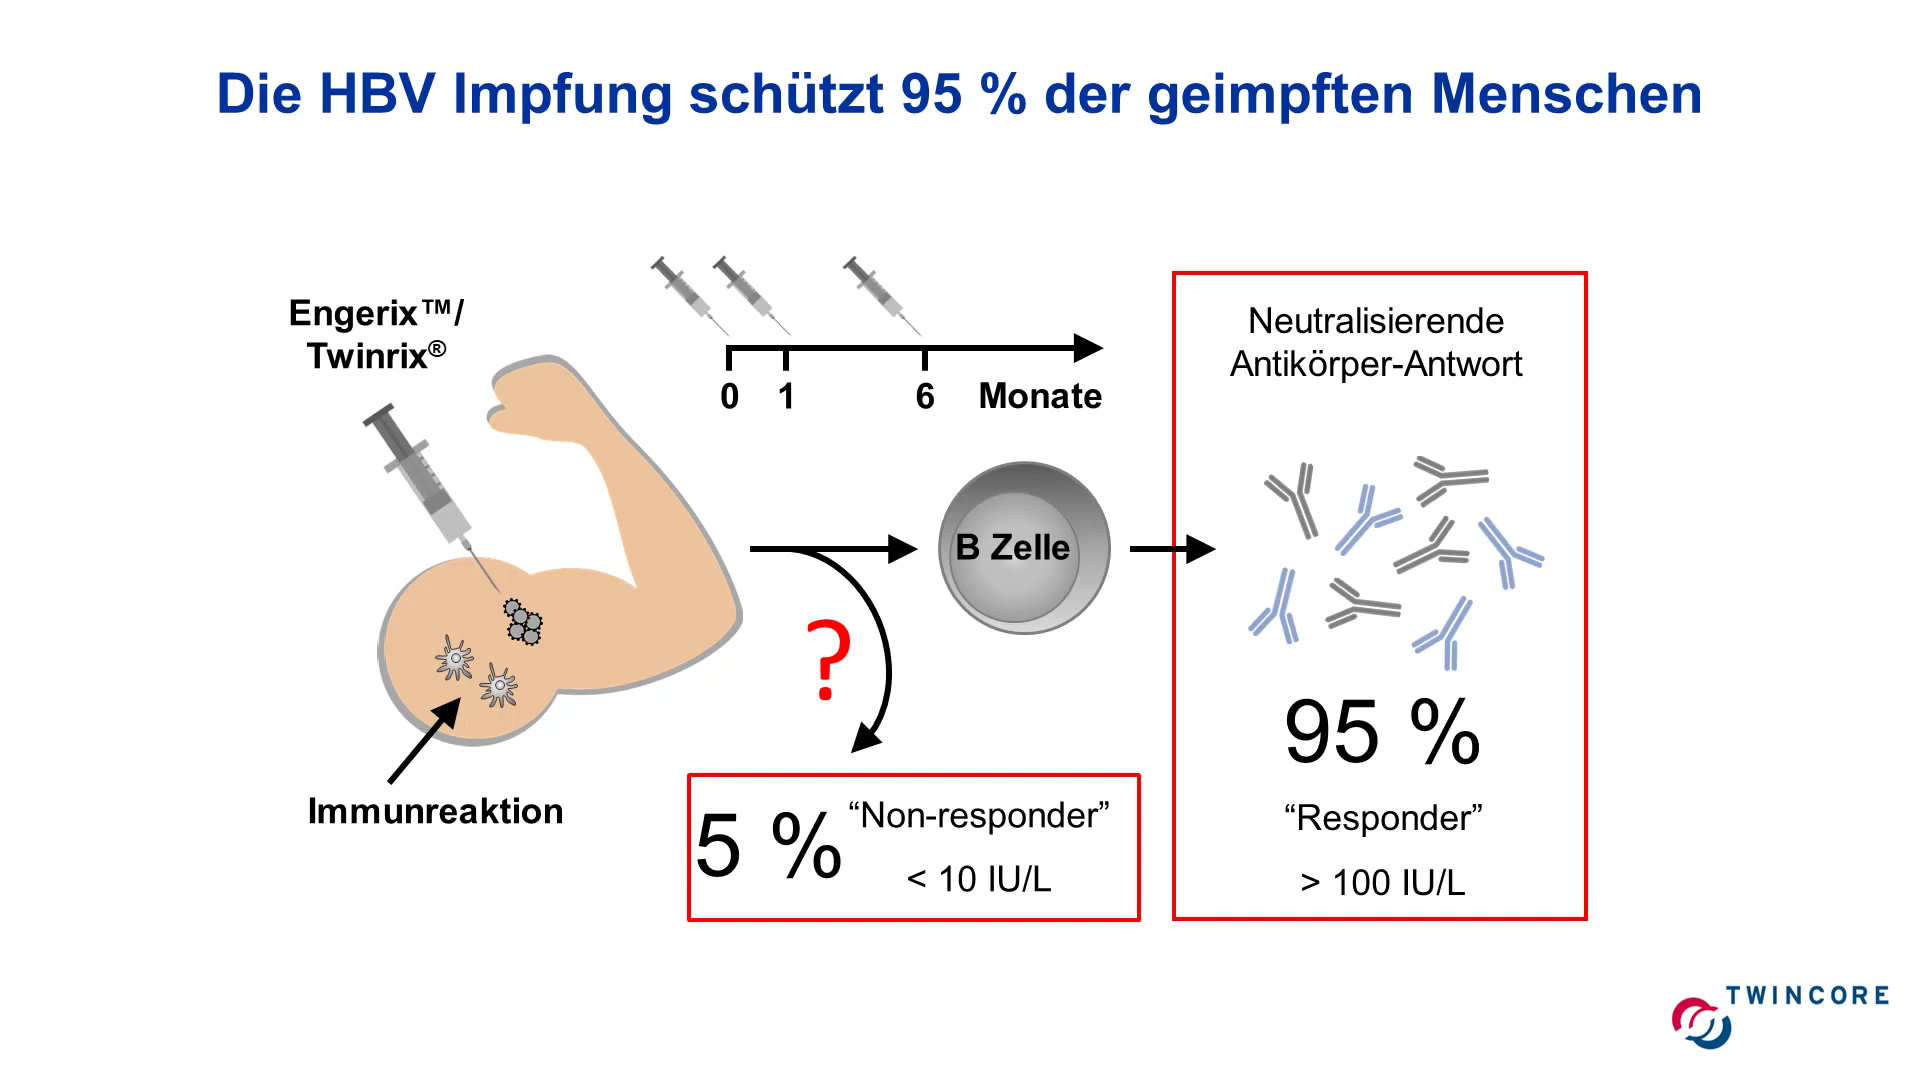 Die HBV Impfung schützt 95 % der geimpften Menschen
Engerix™/
Twinrix®
0 1 6 Monate
Neutralisierende
Antikörper-Antwort
B Zelle
?
95 %
“Responder”
> 100 IU/L
Immunreaktion
5 %
“Non-responder”
< 10 IU/L
TWINCORE